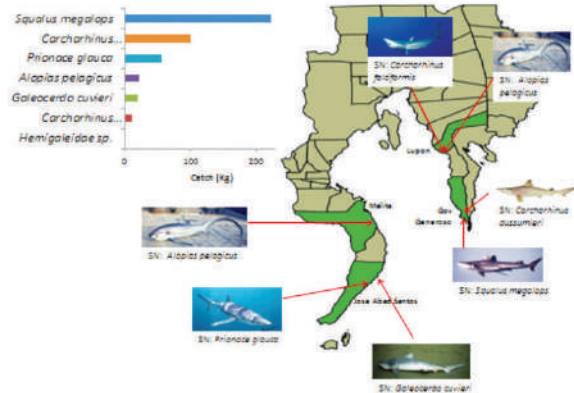 Squalus megalops
Carcharhinus...
Prionace glauca
Alopias pelagicus
Galeocerdo cuvieri
Carcharhinus...
Hemigaleidae sp.
0
100
200
Catch (Kg)
SN: Carcharhinus
falciformis
SN: Alopias
pelagicus
Lupon
Malita
Gov
Generoso
SN: Carcharhinus
dussumieri
SN: Alopias pelagicus
SN: Squalus megalops
Jose Abad Santos
SN: Prionace glauca
SN: Galeocerdo cuvieri